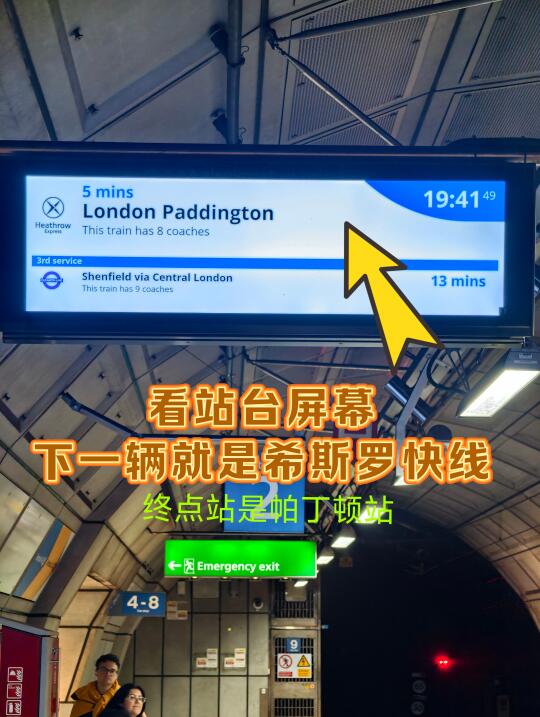 5 mins
19:41 49
London Paddington
Heathrow
Express
This train has 8 coaches
3rd service
Shenfield via Central London
13 mins
This train has 9 coaches
看站台屏幕
下一辆就是希斯罗快线
2
终点站是帕丁顿站
Emergency exit
4-8
9